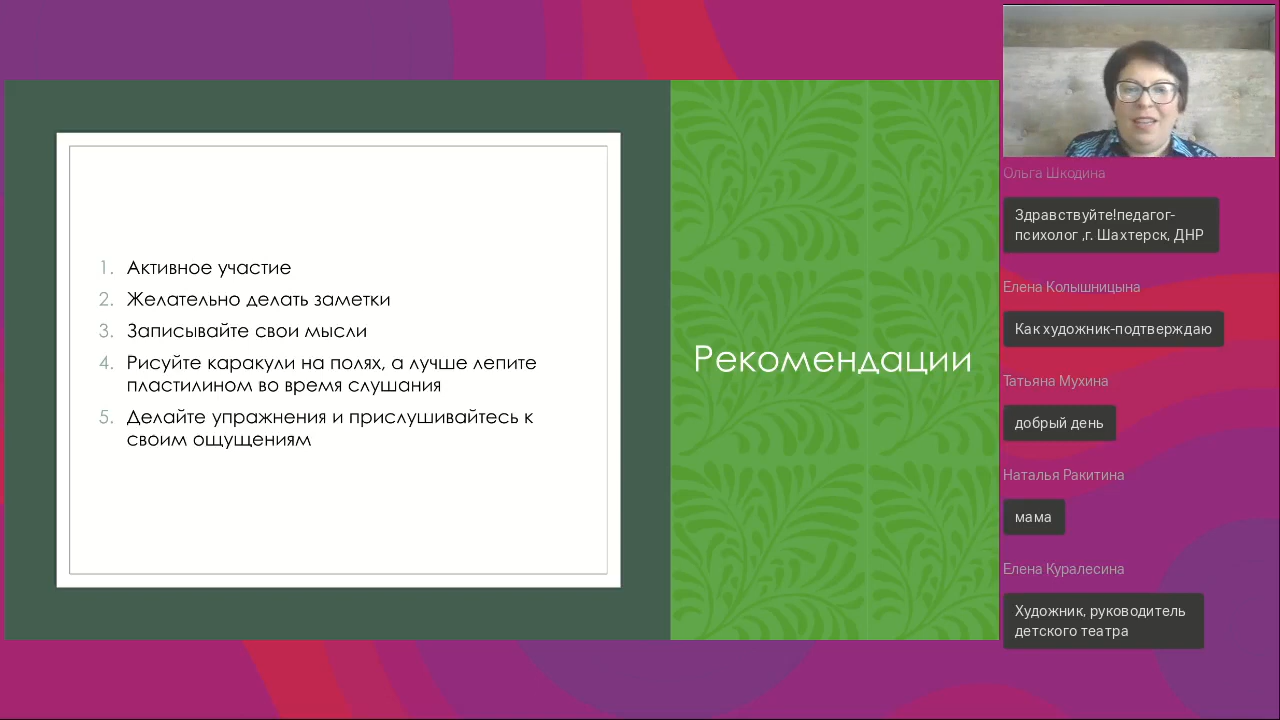 1. Активное участие
2. Желательно делать заметки
3. Записывайте свои мысли
4. Рисуйте каракули на полях, а лучше лепите
пластилином во время слушания
5. Делайте упражнения и прислушивайтесь к
своим ощущениям
Рекомендации
Ольга Шкодина
Здравствуйте!педагог-
психолог ,г. Шахтерск, ДНР
Елена Колышницына
Как художник-подтверждаю
Татьяна Мухина
добрый день
Наталья Ракитина
мама
Елена Куралесина
Художник, руководитель
детского театра